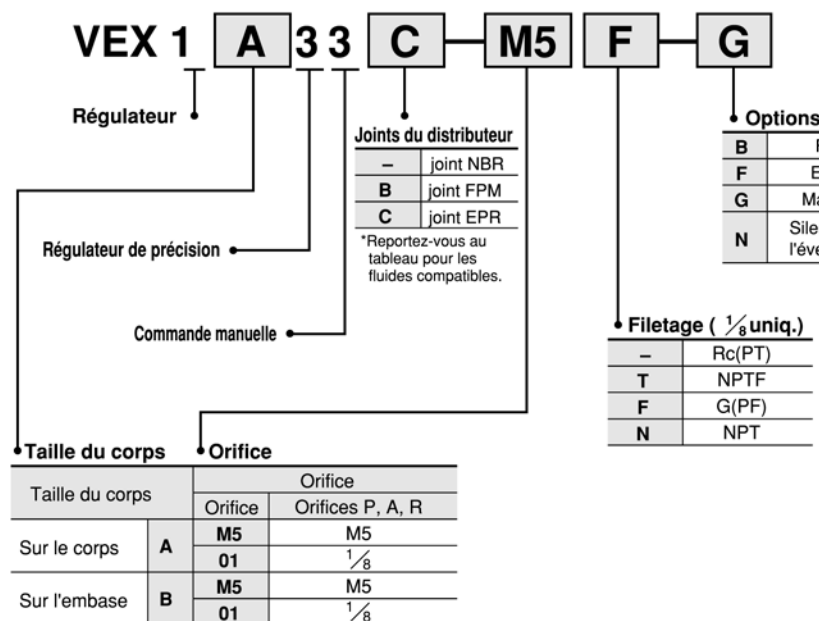 VEX 1 A 3 3 C — M5 F — G
Régulateur
Joints du distributeur
– joint NBR
B joint FPM
C joint EPR
*Reportez-vous au
tableau pour les
fluides compatibles.
Options
B
F
G
N
Régulateur de précision
Commande manuelle
Filetage ( 1/8 uniq.)
– Rc(PT)
T NPTF
F G(PF)
N NPT
Taille du corps
Orifice
Taille du corps Orifice
Orifice Orifices P, A, R
Sur le corps A M5 M5
01 1/8
Sur l'embase B M5 M5
01 1/8